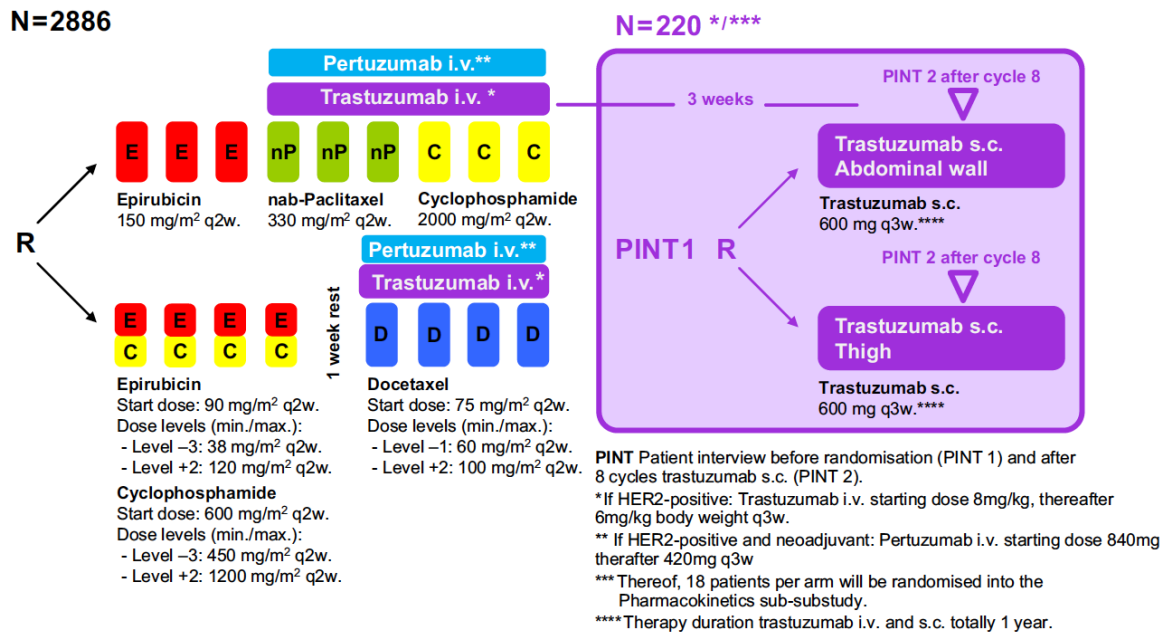 N=2886
N=220 */***
Pertuzumab i.v.**
Trastuzumab i.v. *
3 weeks
PINT 2 after cycle 8
E E E nP nP nP C C C
Trastuzumab s.c.
Abdominal wall
Epirubicin
150 mg/m² q2w.
nab-Paclitaxel
330 mg/m² q2w.
Cyclophosphamide
2000 mg/m² q2w.
Trastuzumab s.c.
600 mg q3w.****
R
PINT1 R
Pertuzumab i.v.**
Trastuzumab i.v.*
PINT 2 after cycle 8
1 week rest
E E E E
C C C C
D D D D
Trastuzumab s.c.
Thigh
Trastuzumab s.c.
600 mg q3w.****
Epirubicin
Start dose: 90 mg/m² q2w.
Dose levels (min./max.):
- Level –3: 38 mg/m² q2w.
- Level +2: 120 mg/m² q2w.
Cyclophosphamide
Start dose: 600 mg/m² q2w.
Dose levels (min./max.):
- Level –3: 450 mg/m² q2w.
- Level +2: 1200 mg/m² q2w.
Docetaxel
Start dose: 75 mg/m² q2w.
Dose levels (min./max.):
- Level –1: 60 mg/m² q2w.
- Level +2: 100 mg/m² q2w.
PINT Patient interview before randomisation (PINT 1) and after
8 cycles trastuzumab s.c. (PINT 2).
*If HER2-positive: Trastuzumab i.v. starting dose 8mg/kg, thereafter
6mg/kg body weight q3w.
** If HER2-positive and neoadjuvant: Pertuzumab i.v. starting dose 840mg
therafter 420mg q3w
*** Thereof, 18 patients per arm will be randomised into the
Pharmacokinetics sub-substudy.
****Therapy duration trastuzumab i.v. and s.c. totally 1 year.